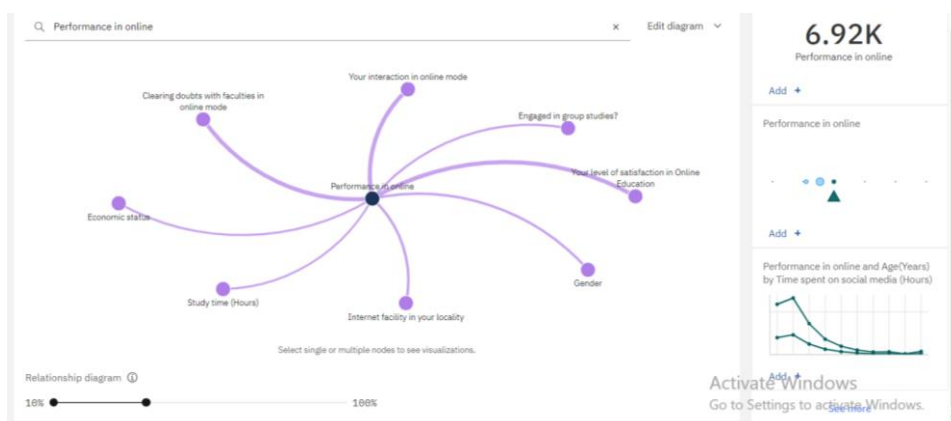 Performance in online
×
Edit diagram
Your interaction in online mode
Clearing doubts with faculties in
online mode
Engaged in group studies?
Your level of satisfaction in Online
Education
Performance in online
Economic status
Gender
Study time (Hours)
Internet facility in your locality
Select single or multiple nodes to see visualizations.
Relationship diagram
10%
100%
6.92K
Performance in online
Add +
Performance in online
Add +
Performance in online and Age(Years)
by Time spent on social media (Hours)
Add +
See more
Activate Windows
Go to Settings to activate Windows.